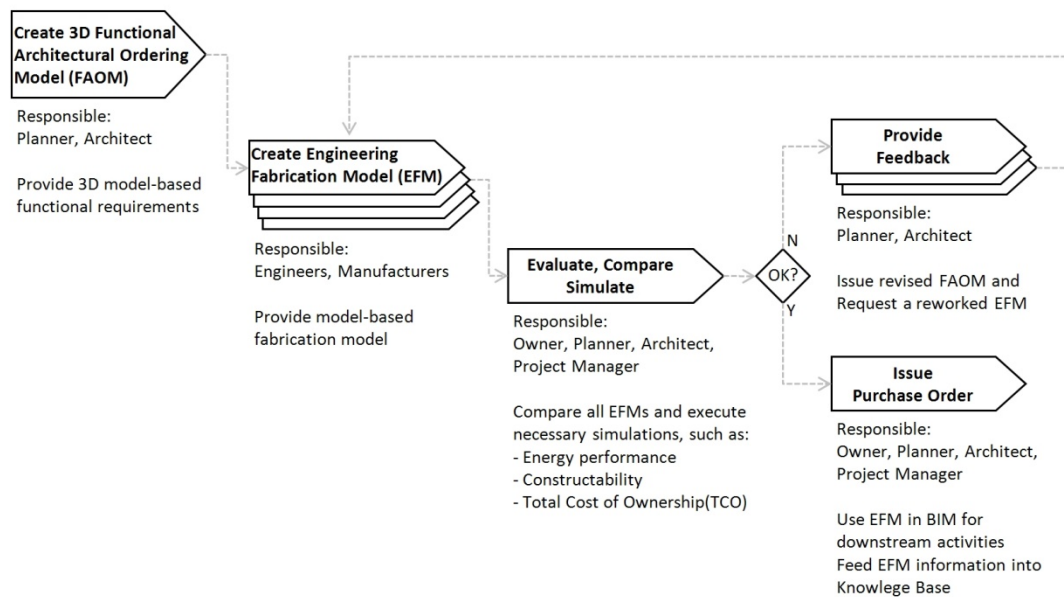 Create 3D Functional
Architectural Ordering
Model (FAOM)
Responsible:
Planner, Architect
Provide 3D model-based
functional requirements
Create Engineering
Fabrication Model (EFM)
Responsible:
Engineers, Manufacturers
Provide model-based
fabrication model
Evaluate, Compare
Simulate
Responsible:
Owner, Planner, Architect,
Project Manager
Compare all EFMs and execute
necessary simulations, such as:
- Energy performance
- Constructability
- Total Cost of Ownership(TCO)
OK?
N
Y
Provide
Feedback
Responsible:
Planner, Architect
Issue revised FAOM and
Request a reworked EFM
Issue
Purchase Order
Responsible:
Owner, Planner, Architect,
Project Manager
Use EFM in BIM for
downstream activities
Feed EFM information into
Knowlege Base